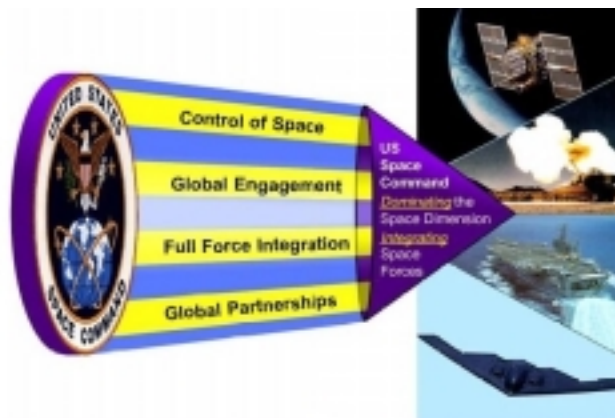 UNITED STATES
SPACE COMMAND
Control of Space
Global Engagement
Full Force Integration
Global Partnerships
US
Space
Command
Dominating the
Space Dimension
Integrating
Space
Forces